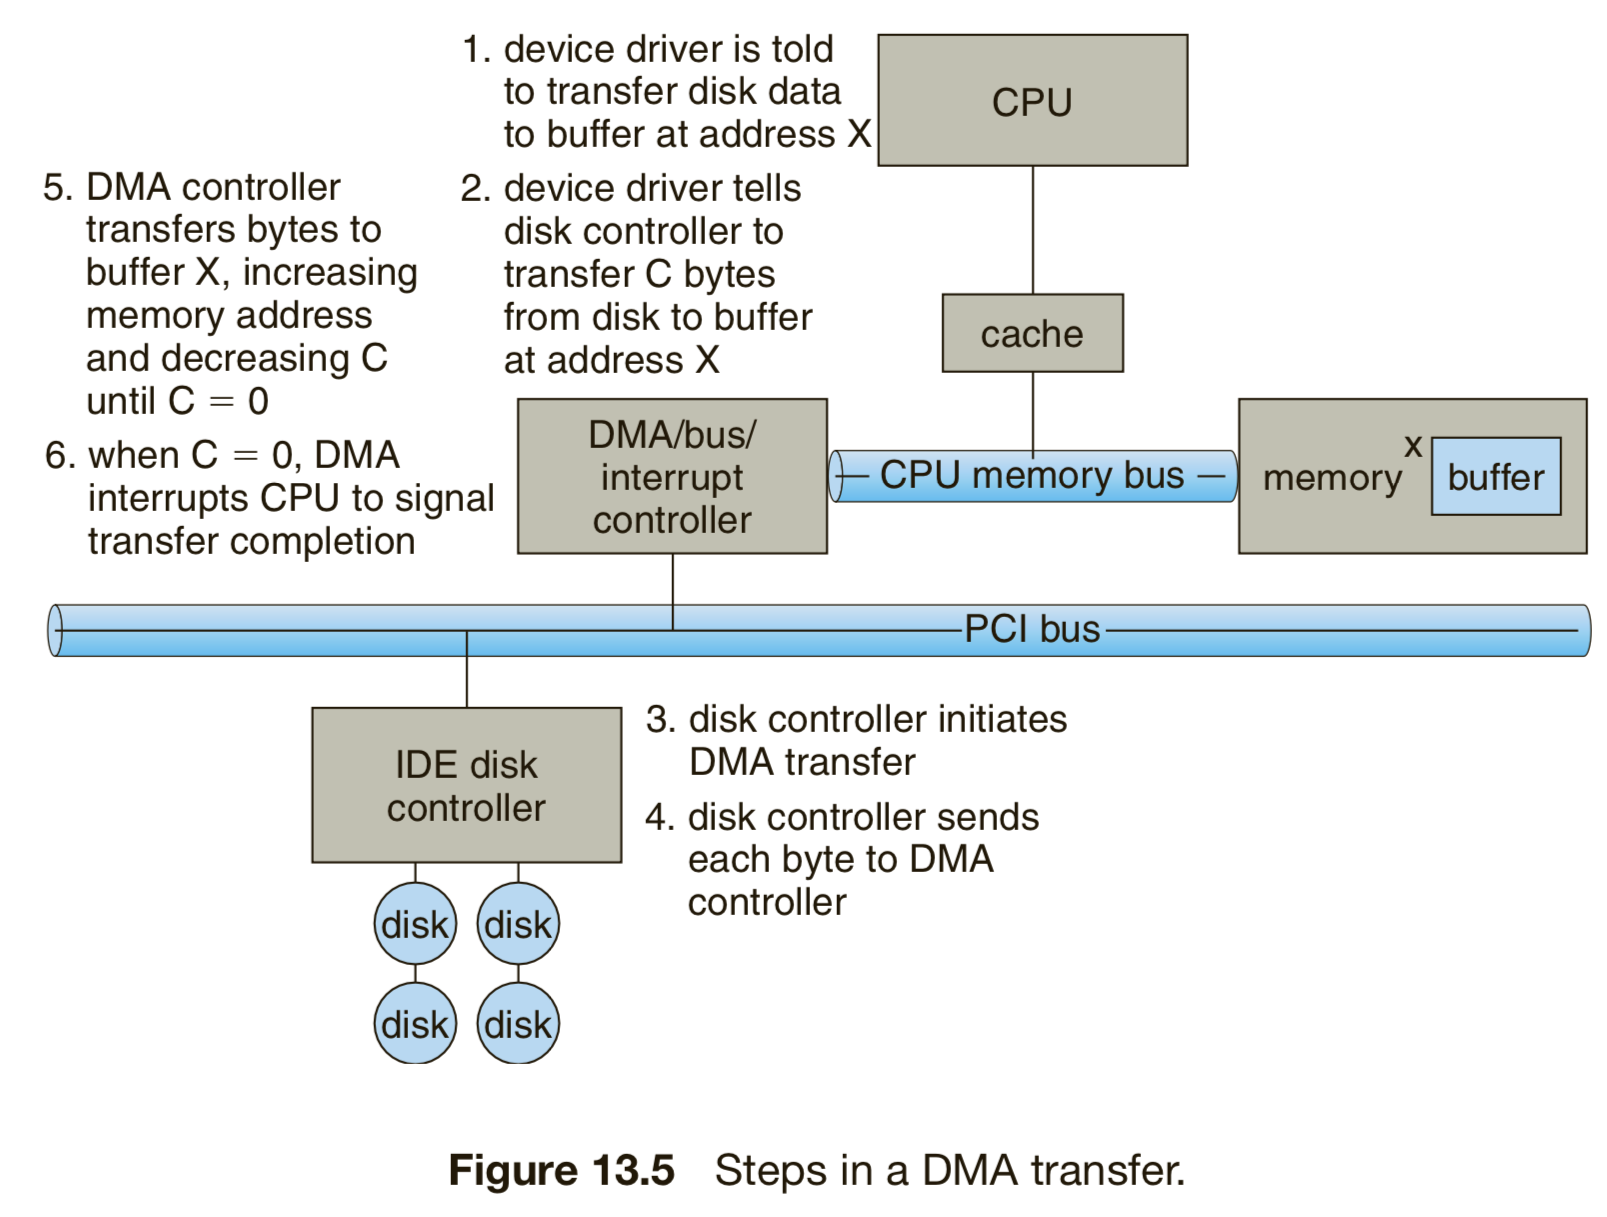 1. device driver is told
to transfer disk data
to buffer at address X
CPU
5. DMA controller
transfers bytes to
buffer X, increasing
memory address
and decreasing C
until C = 0
2. device driver tells
disk controller to
transfer C bytes
from disk to buffer
at address X
cache
6. when C = 0, DMA
interrupts CPU to signal
transfer completion
DMA/bus/
interrupt
controller
CPU memory bus
memory
x
buffer
PCI bus
IDE disk
controller
3. disk controller initiates
DMA transfer
4. disk controller sends
each byte to DMA
controller
disk
disk
disk
disk
Figure 13.5 Steps in a DMA transfer.